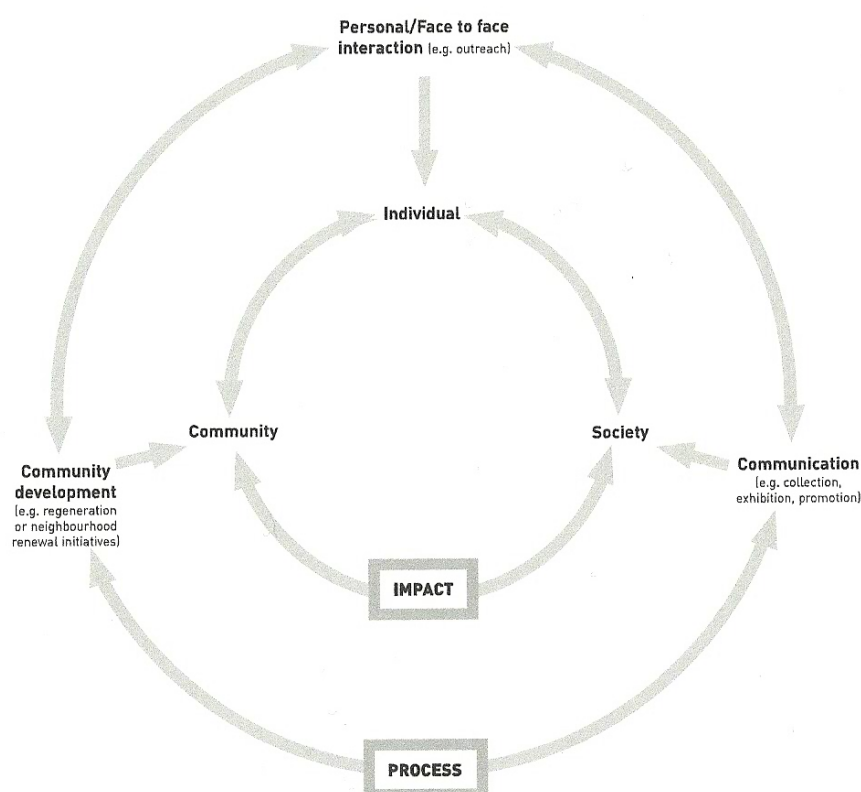 Personal/Face to face
interaction (e.g. outreach)
Individual
Community
Society
Community
development
(e.g. regeneration
or neighbourhood
renewal initiatives)
Communication
(e.g. collection,
exhibition, promotion)
IMPACT
PROCESS